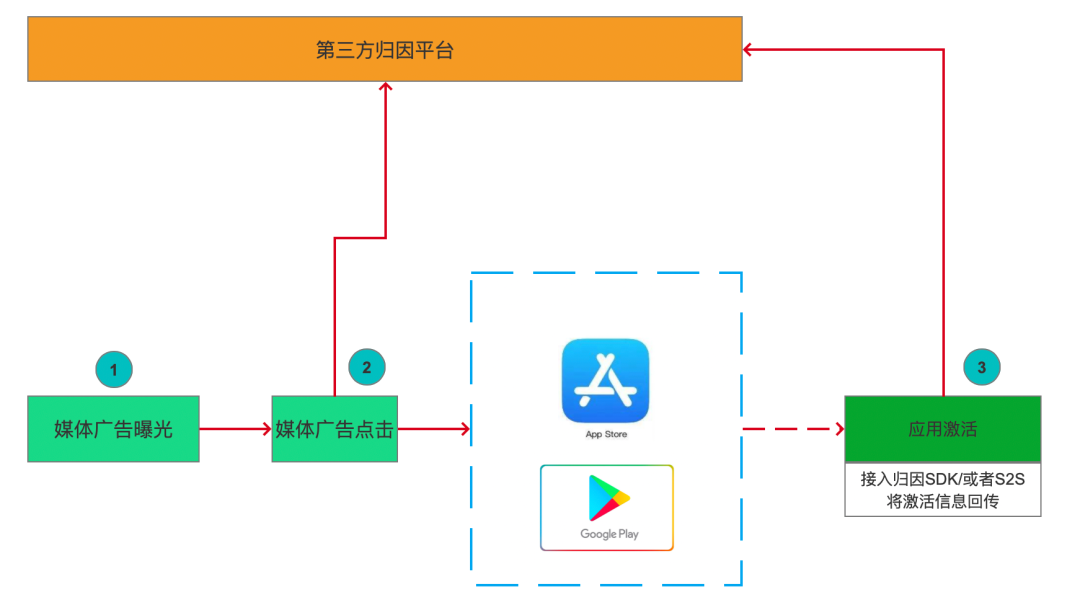 第三方归因平台
1
2
3
媒体广告曝光
媒体广告点击
App Store
Google Play
应用激活
接入归因SDK/或者S2S
将激活信息回传